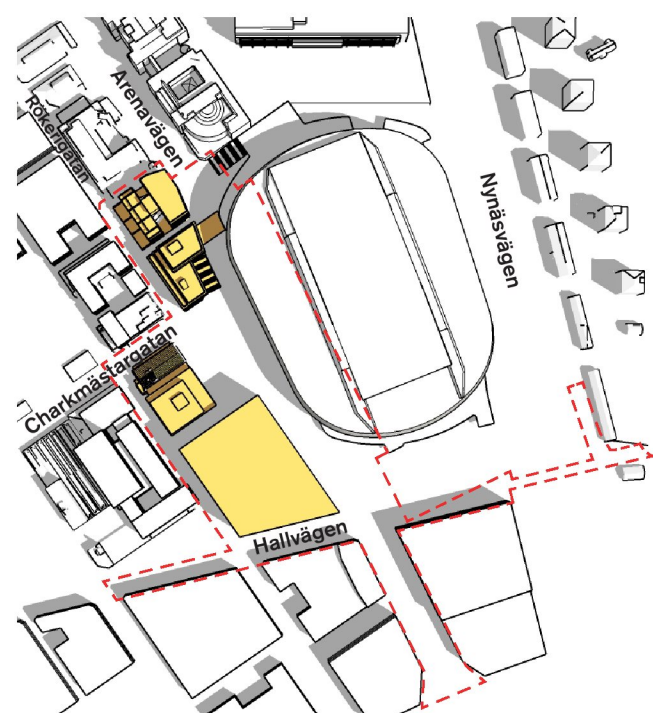 Arenavägen
Rökerigatan
Nynäsvägen
Charkmästargatan
Hallvägen